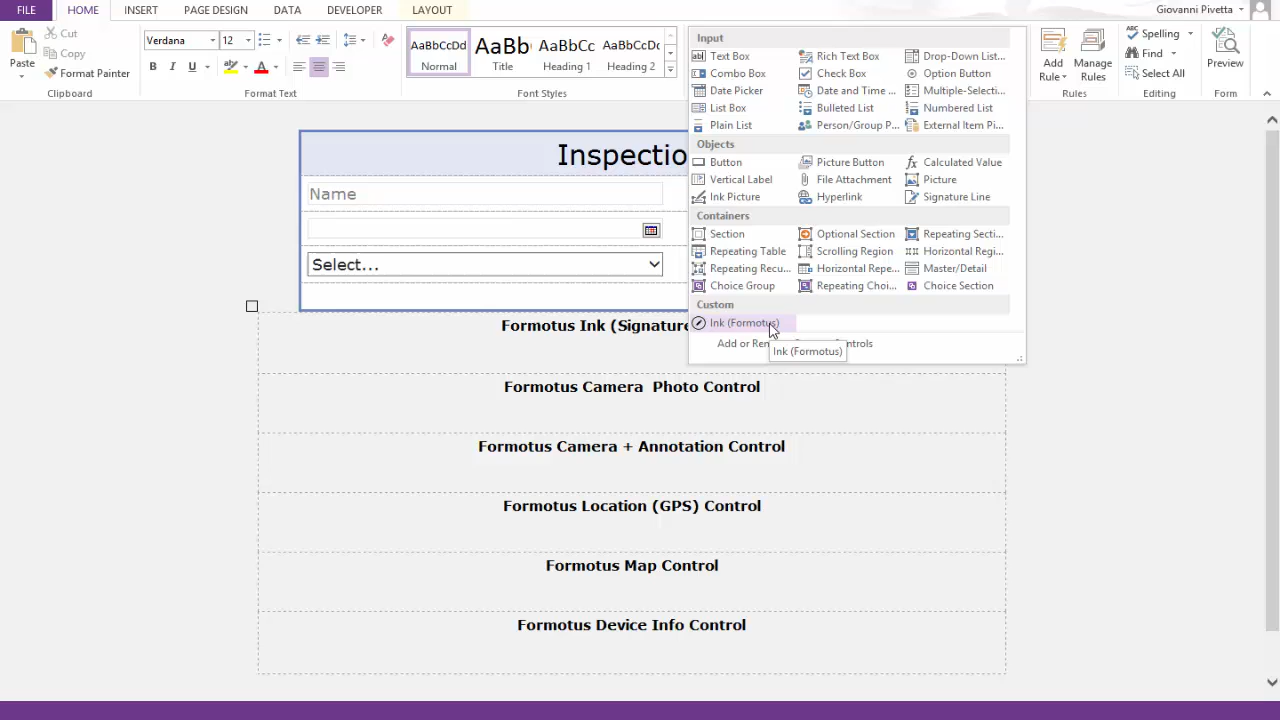 FILE HOME INSERT PAGE DESIGN DATA DEVELOPER LAYOUT Giovanni Pivetta
Paste
Cut
Copy
Format Painter
Clipboard
Verdana 12
B I U A
Format Text
AaBbCcDd AaBb AaBbCc AaBbCcDc
Normal Title Heading 1 Heading 2
Font Styles
Input
Text Box Rich Text Box Drop-Down List...
Combo Box Check Box Option Button
Date Picker Date and Time ... Multiple-Selecti...
List Box Bulleted List Numbered List
Plain List Person/Group P... External Item Pi...
Objects
Button Picture Button Calculated Value
Vertical Label File Attachment Picture
Ink Picture Hyperlink Signature Line
Containers
Section Optional Section Repeating Secti...
Repeating Table Scrolling Region Horizontal Regi...
Repeating Recu... Horizontal Repe... Master/Detail
Choice Group Repeating Choi... Choice Section
Custom
Ink (Formotus)
Add or Rem
ntrols
Ink (Formotus)
Add Rule
Manage Rules
Rules
Spelling
Find
Select All
Editing
Preview
Form
Inspectio
Name
Select...
Formotus Ink (Signature
Formotus Camera  Photo Control
Formotus Camera + Annotation Control
Formotus Location (GPS) Control
Formotus Map Control
Formotus Device Info Control